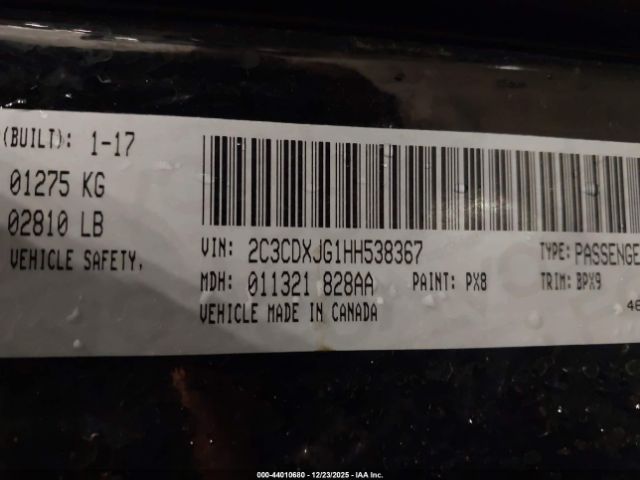 (BUILT): 1-17
01275 KG
02810 LB
VEHICLE SAFETY,
VIN: 2C3CDXJG1HH538367
TYPE: PASSENGE
MDH: 011321 828AA
PAINT: PX8
TRIM: BPX9
VEHICLE MADE IN CANADA
46
000-44010680 - 12/23/2025 - IAA Inc.